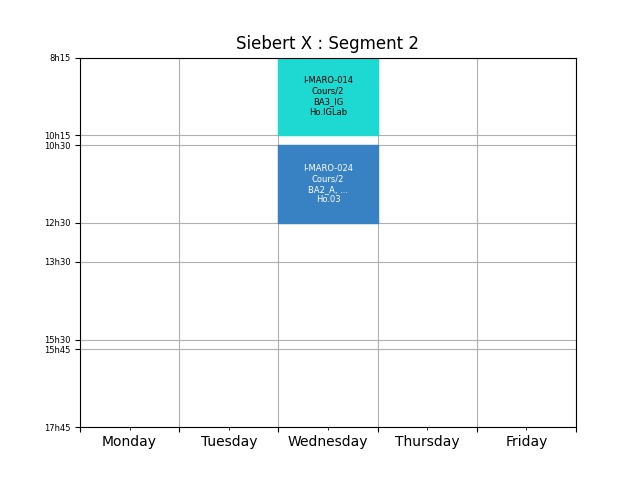 Siebert X : Segment 2
8h15
I-MARO-014
Cours/2
BA3_IG
Ho.IGLab
10h15
10h30
I-MARO-024
Cours/2
BA2_A, ...
Ho.03
12h30
13h30
15h30
15h45
17h45
Monday Tuesday Wednesday Thursday Friday